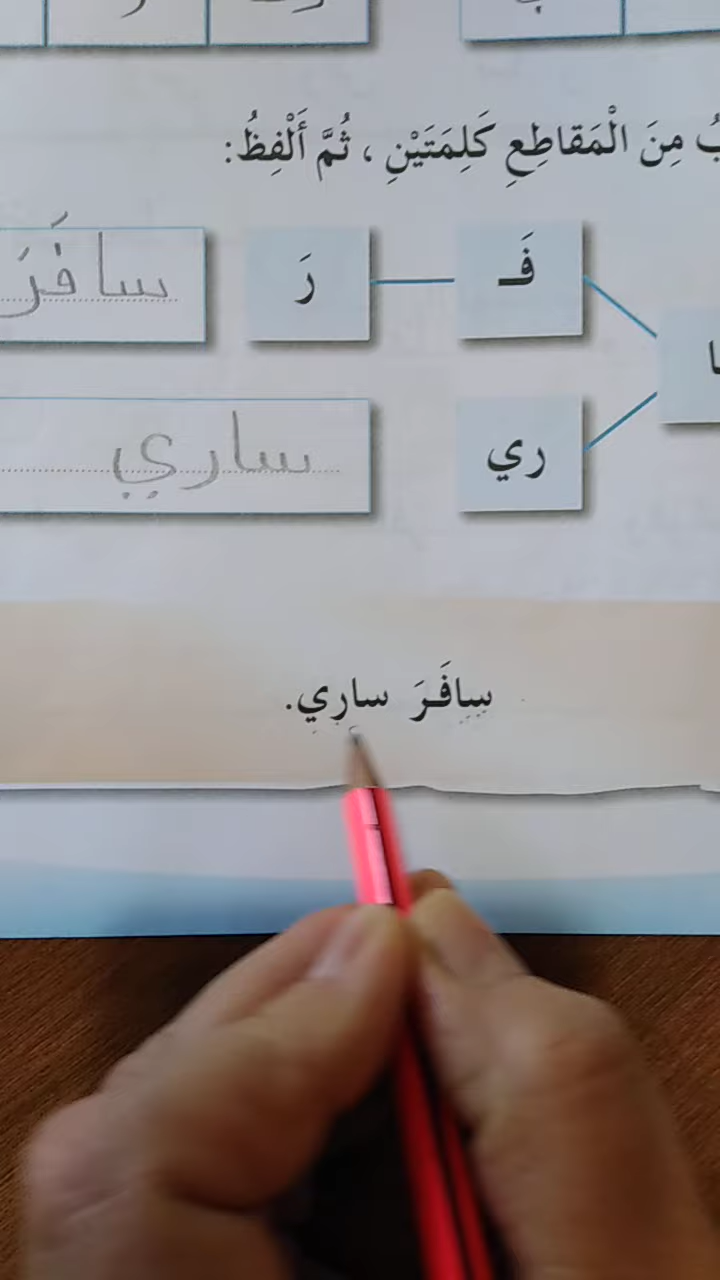 مِنَ الْمَقاطِعِ كَلِمَتَيْنِ ، ثُمَّ أَلْفِظُ:
فَـ
رَ
سافَرَ
ري
ساري
سافَرَ ساري.